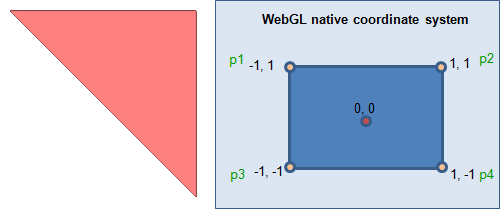 WebGL native coordinate system
p1 -1, 1
1, 1 p2
0, 0
p3 -1, -1
1, -1 p4